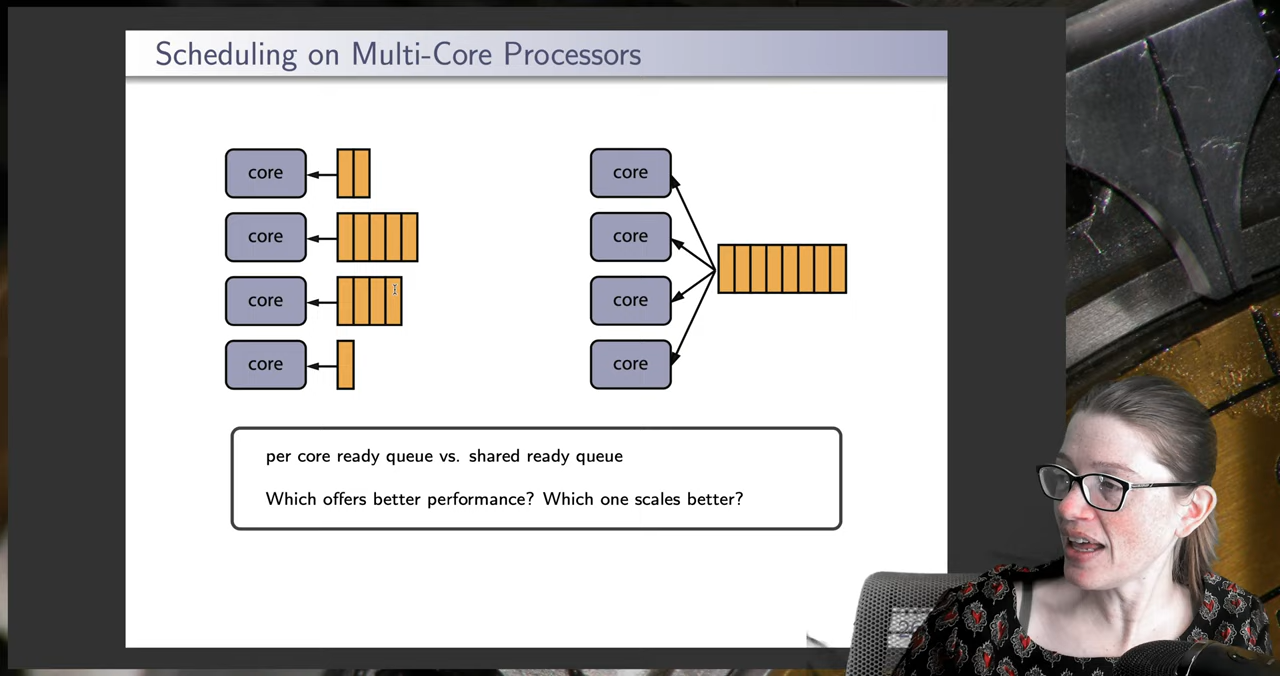 Scheduling on Multi-Core Processors
core
core
core
core
core
core
core
core
per core ready queue vs. shared ready queue
Which offers better performance? Which one scales better?